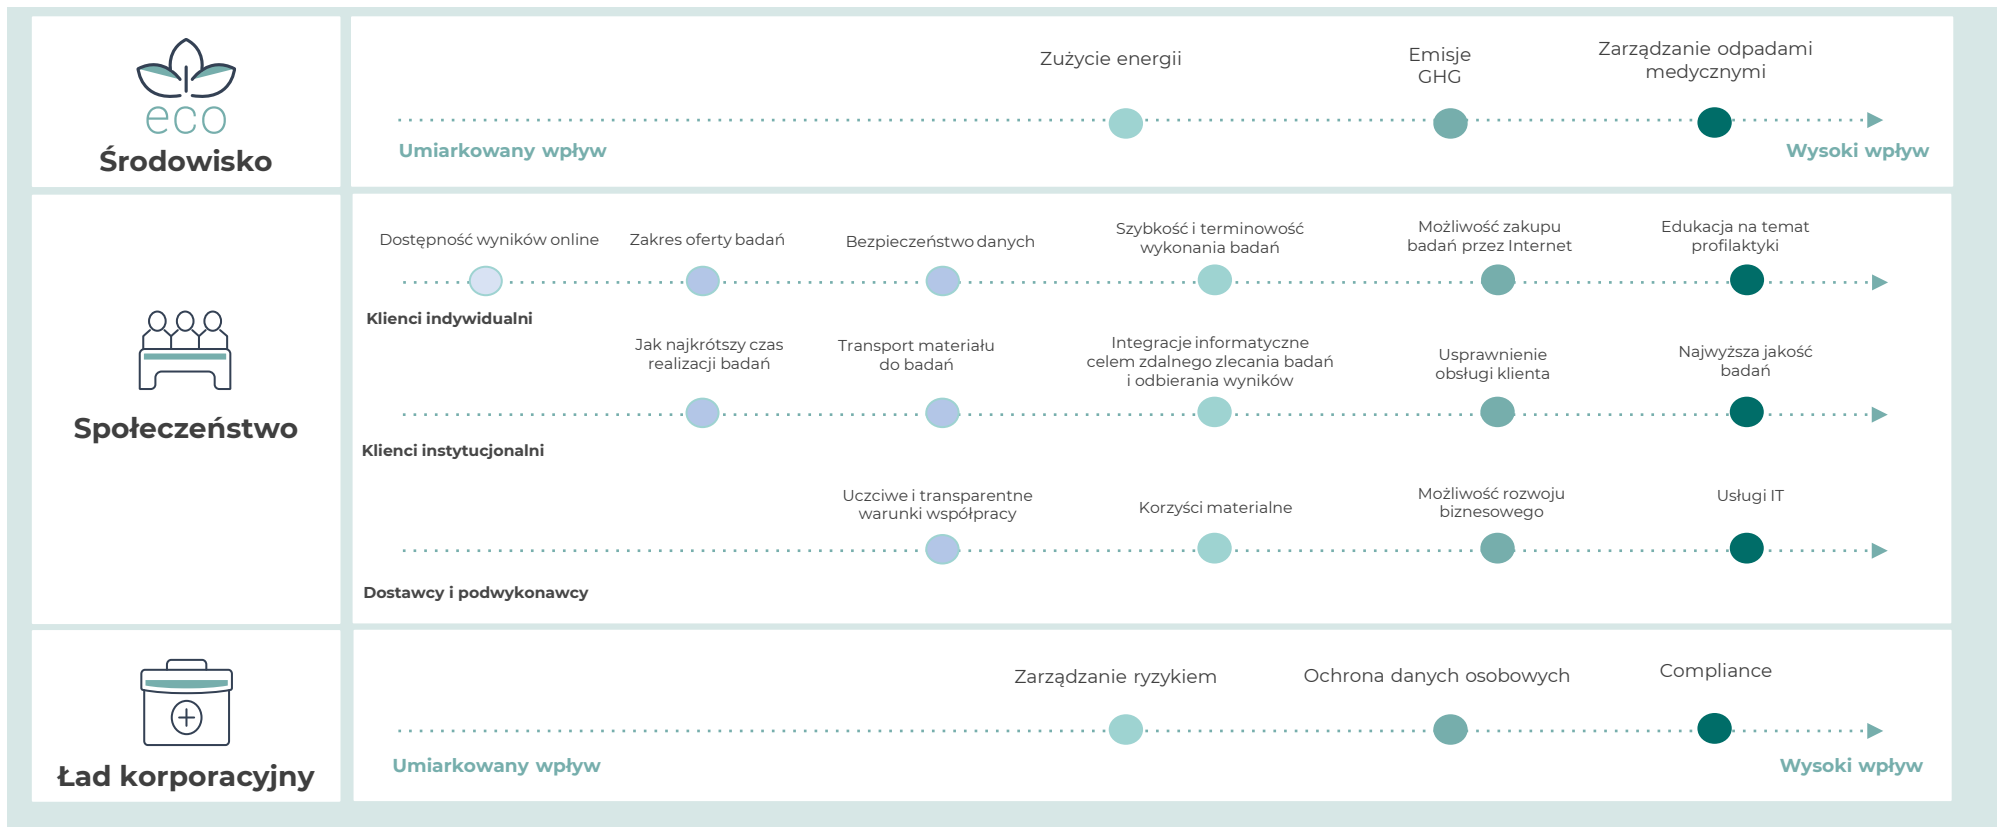 eco
Środowisko
Zużycie energii
Emisje
GHG
Zarządzanie odpadami
medycznymi
Umiarkowany wpływ
Wysoki wpływ
Społeczeństwo
Dostępność wyników online
Zakres oferty badań
Bezpieczeństwo danych
Szybkość i terminowość
wykonania badań
Możliwość zakupu
badań przez Internet
Edukacja na temat
profilaktyki
Klienci indywidualni
Jak najkrótszy czas
realizacji badań
Transport materiału
do badań
Integracje informatyczne
celem zdalnego zlecania badań
i odbierania wyników
Usprawnienie
obsługi klienta
Najwyższa jakość
badań
Klienci instytucjonalni
Uczciwe i transparentne
warunki współpracy
Korzyści materialne
Możliwość rozwoju
biznesowego
Usługi IT
Dostawcy i podwykonawcy
Ład korporacyjny
Zarządzanie ryzykiem
Ochrona danych osobowych
Compliance
Umiarkowany wpływ
Wysoki wpływ